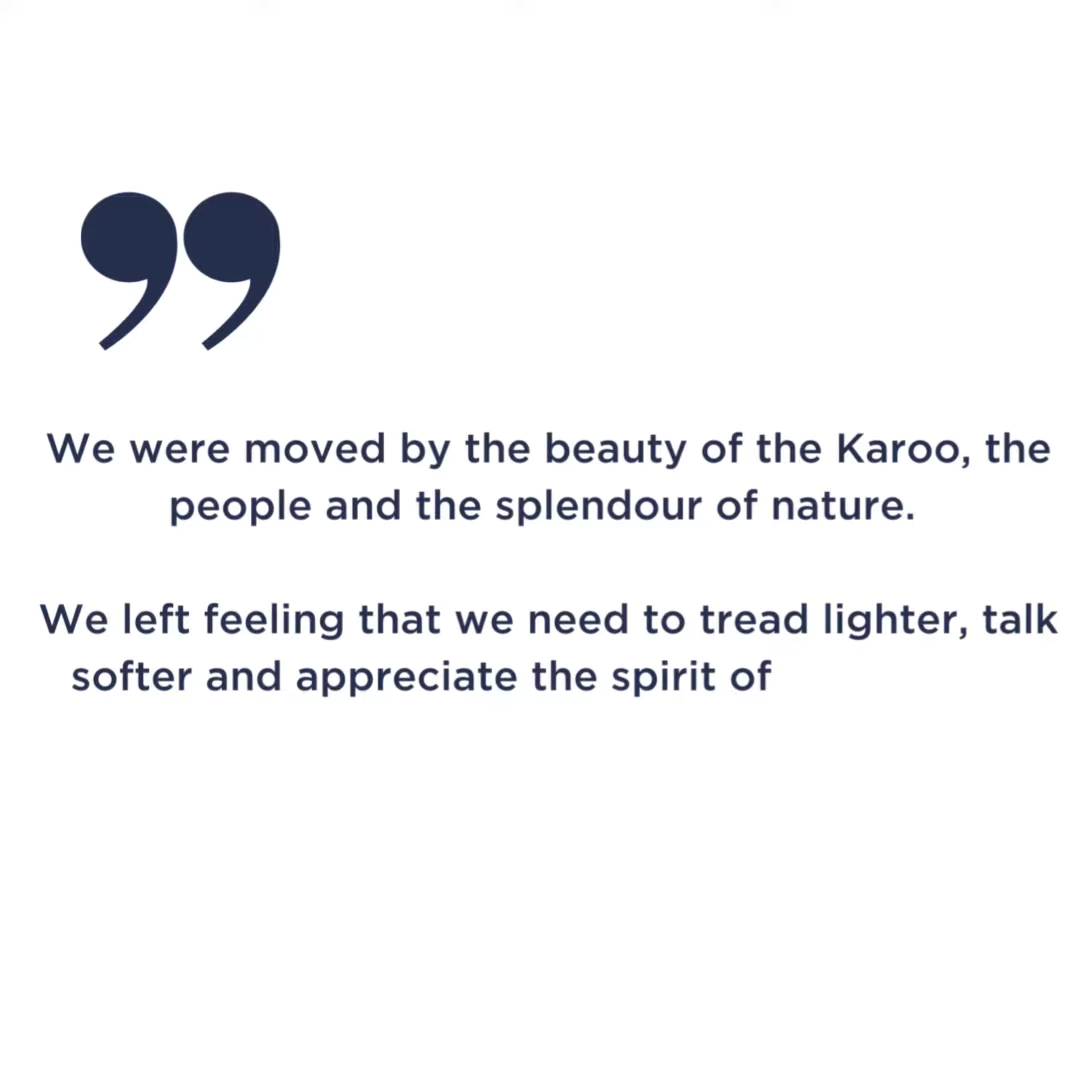 ”
We were moved by the beauty of the Karoo, the
people and the splendour of nature.
We left feeling that we need to tread lighter, talk
softer and appreciate the spirit of